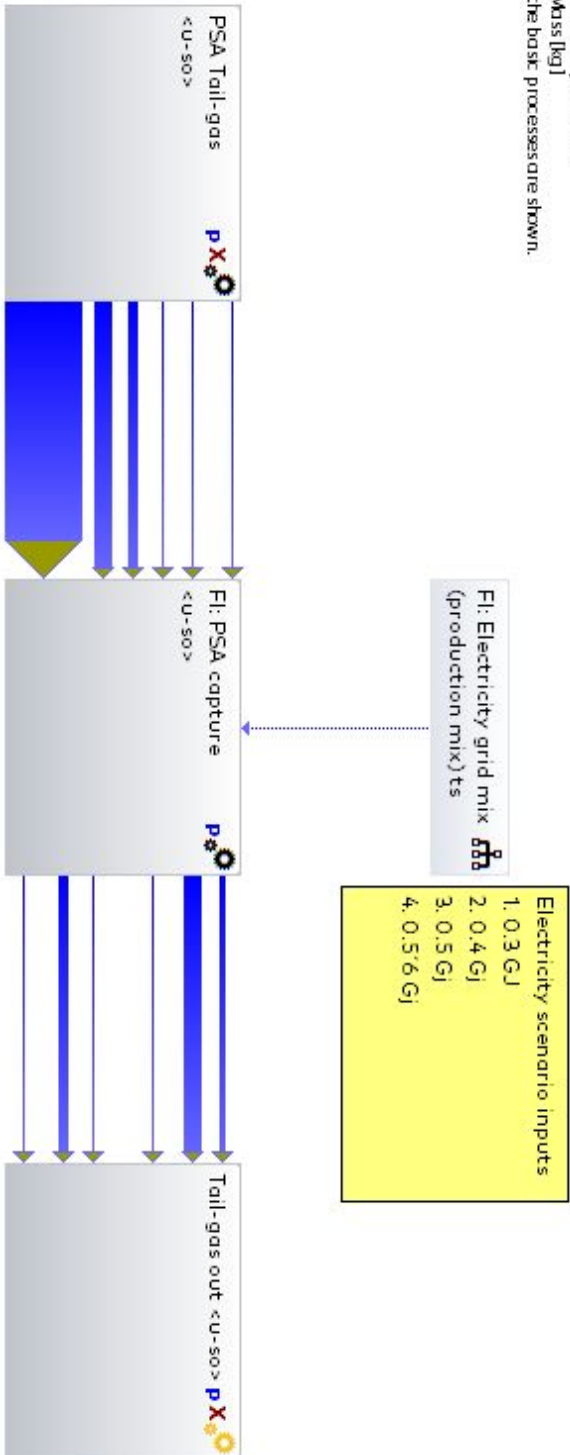 Mass [kg]
the basic processes are shown.
FI: Electricity grid mix
(production mix) ts
Electricity scenario inputs
1. 0.3 GJ
2. 0.4 Gj
3. 0.5 Gj
4. 0.5'6 Gj
PSA Tail-gas
<u-so>
p X
FI: PSA capture
<u-so>
p
Tail-gas out <u-so> p X